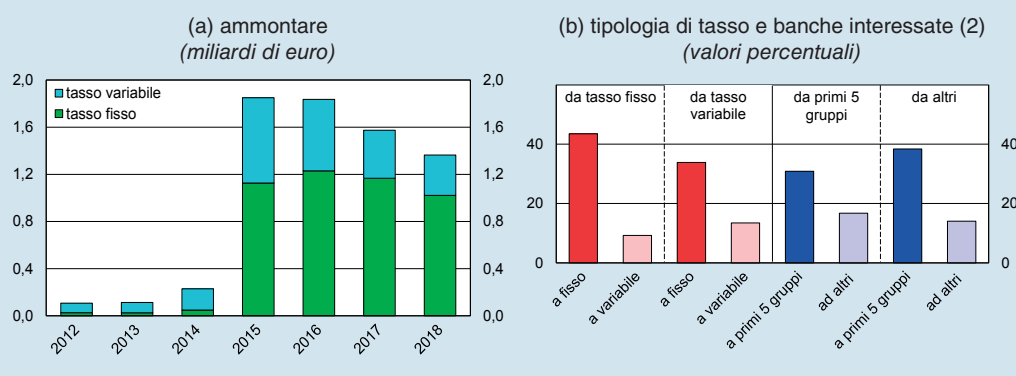 (a) ammontare
(miliardi di euro)
2,0
1,6
1,2
0,8
0,4
0,0
2,0
1,6
1,2
0,8
0,4
0,0
tasso variabile
tasso fisso
2012
2013
2014
2015
2016
2017
2018
(b) tipologia di tasso e banche interessate (2)
(valori percentuali)
da tasso fisso
da tasso
variabile
da primi 5
gruppi
da altri
40
20
0
40
20
0
a fisso
a variabile
a fisso
a variabile
a primi 5 gruppi
ad altri
a primi 5 gruppi
ad altri